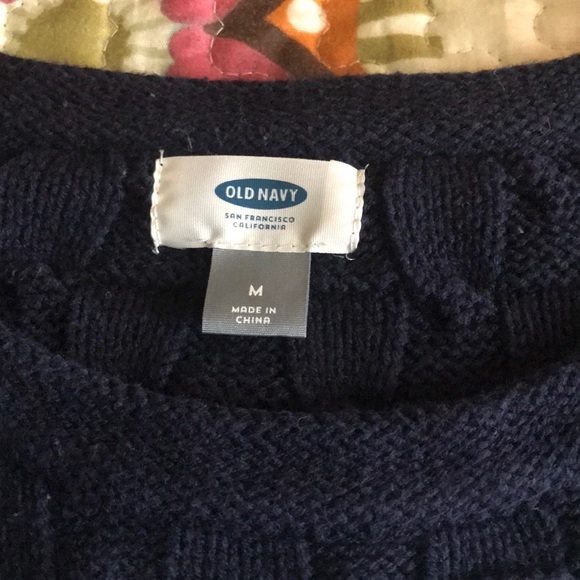 OLD NAVY
SAN FRANCISCO
CALIFORNIA
M
MADE IN
CHINA